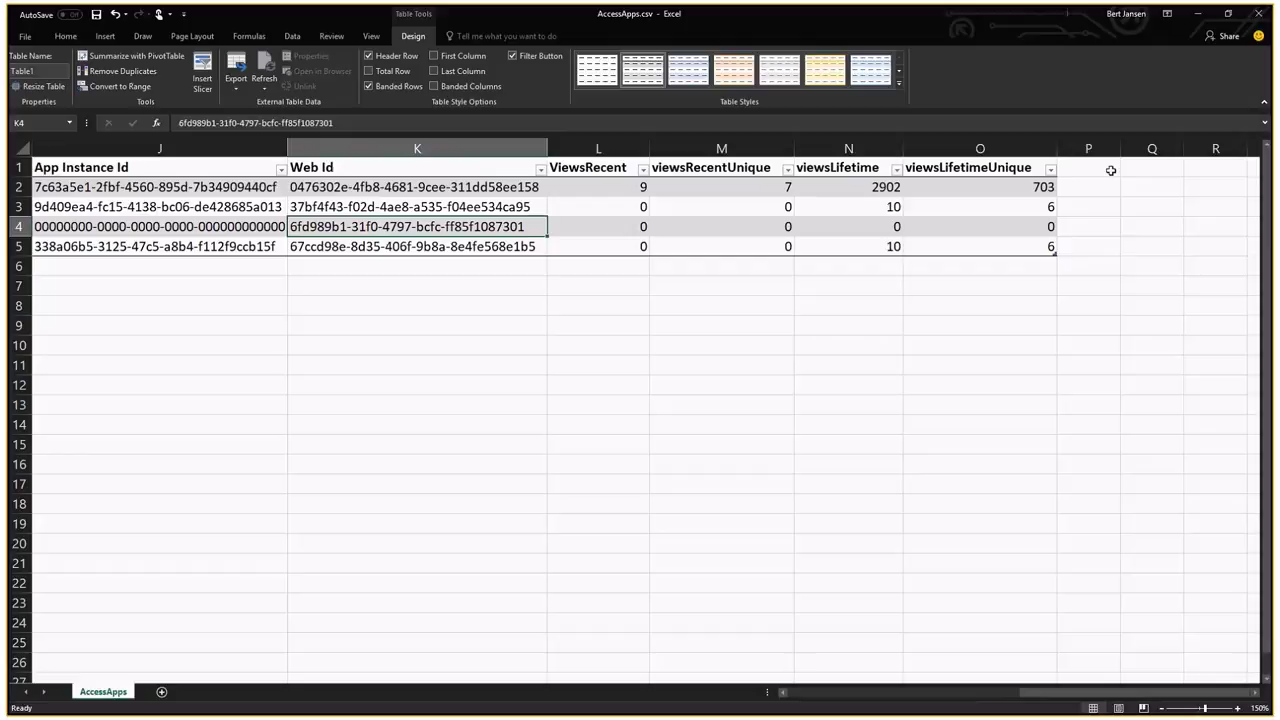 AutoSave Off
Table Tools
AccessApps.csv - Excel
Bert Jansen
File Home Insert Draw Page Layout Formulas Data Review View Design Tell me what you want to do Share
Table Name:
Table1
Resize Table
Properties
Summarize with PivotTable
Remove Duplicates
Convert to Range
Insert
Slicer
Tools
Export
Refresh
Properties
Open in Browser
Unlink
External Table Data
Header Row First Column Filter Button
Total Row Last Column
Banded Rows Banded Columns
Table Style Options
Table Styles
K4
fx 6fd989b1-31f0-4797-bcfc-ff85f1087301
J K L M N O P Q R
1 App Instance Id Web Id ViewsRecent viewsRecentUnique viewsLifetime viewsLifetimeUnique
2 7c63a5e1-2fbf-4560-895d-7b34909440cf 0476302e-4fb8-4681-9cee-311dd58ee158 9 7 2902 703
3 9d409ea4-fc15-4138-bc06-de428685a013 37bf4f43-f02d-4ae8-a535-f04ee534ca95 0 0 10 6
4 00000000-0000-0000-0000-000000000000 6fd989b1-31f0-4797-bcfc-ff85f1087301 0 0 0 0
5 338a06b5-3125-47c5-a8b4-f112f9ccb15f 67ccd98e-8d35-406f-9b8a-8e4fe568e1b5 0 0 10 6
6
7
8
9
10
11
12
13
14
15
16
17
18
19
20
21
22
23
24
25
26
27
AccessApps
Ready
150%